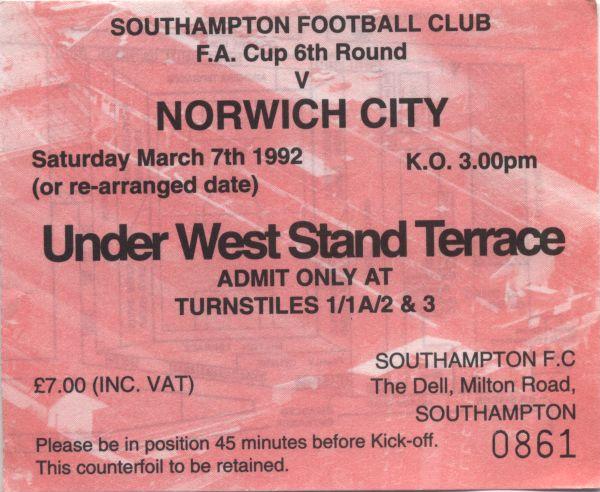 SOUTHAMPTON FOOTBALL CLUB
F.A. Cup 6th Round
V
NORWICH CITY
Saturday March 7th 1992 K.O. 3.00pm
(or re-arranged date)
Under West Stand Terrace
ADMIT ONLY AT
TURNSTILES 1/1A/2 & 3
SOUTHAMPTON F.C
£7.00 (INC. VAT) The Dell, Milton Road,
SOUTHAMPTON
Please be in position 45 minutes before Kick-off. 0861
This counterfoil to be retained.